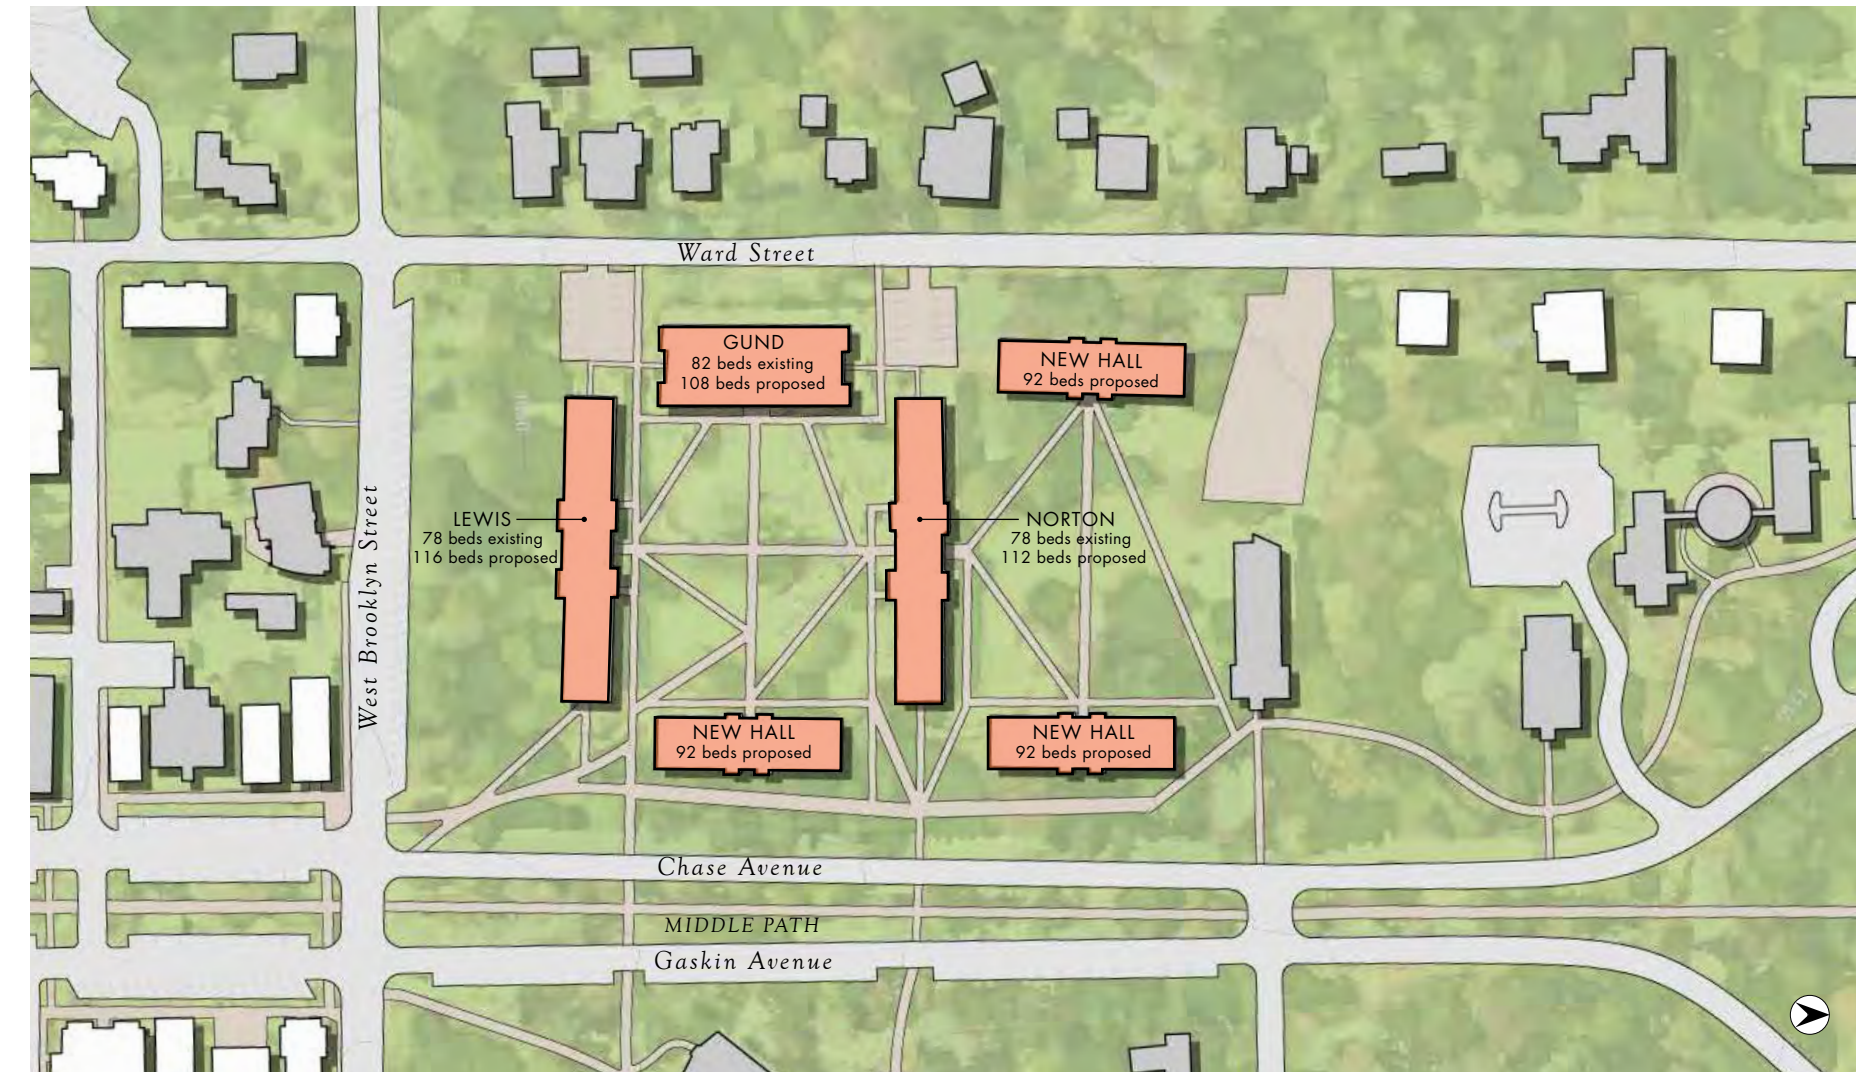 Ward Street
GUND
82 beds existing
108 beds proposed
NEW HALL
92 beds proposed
LEWIS
78 beds existing
116 beds proposed
NORTON
78 beds existing
112 beds proposed
West Brooklyn Street
NEW HALL
92 beds proposed
NEW HALL
92 beds proposed
Chase Avenue
MIDDLE PATH
Gaskin Avenue